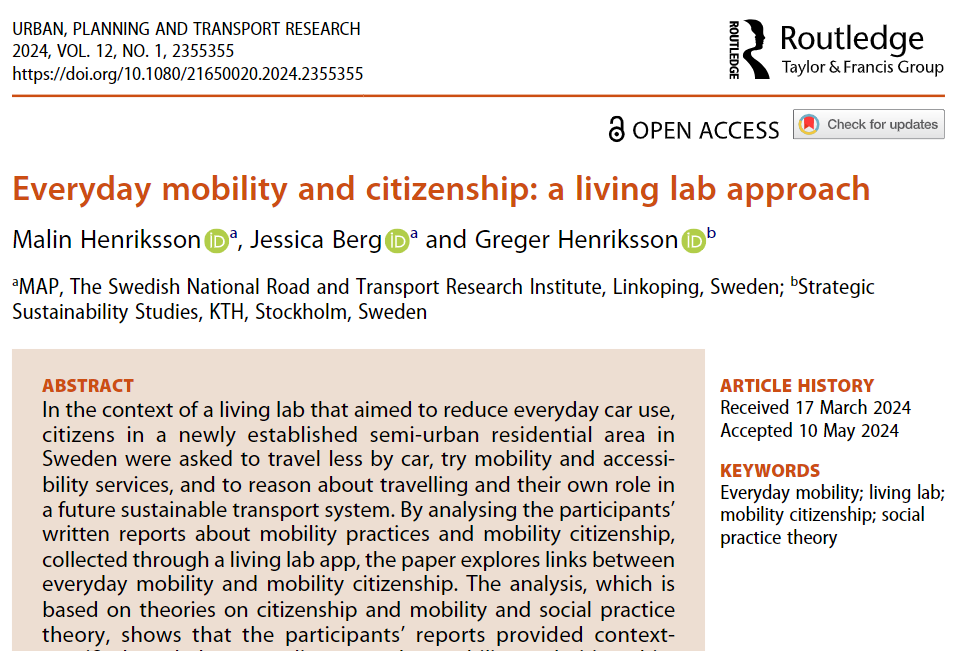 URBAN, PLANNING AND TRANSPORT RESEARCH
2024, VOL. 12, NO. 1, 2355355
https://doi.org/10.1080/21650020.2024.2355355
ROUTLEDGE
Routledge
Taylor & Francis Group
OPEN ACCESS
Check for updates
Everyday mobility and citizenship: a living lab approach
Malin Henriksson iD a, Jessica Berg iD a and Greger Henriksson iD b
aMAP, The Swedish National Road and Transport Research Institute, Linkoping, Sweden; bStrategic
Sustainability Studies, KTH, Stockholm, Sweden
ABSTRACT
In the context of a living lab that aimed to reduce everyday car use,
citizens in a newly established semi-urban residential area in
Sweden were asked to travel less by car, try mobility and accessi-
bility services, and to reason about travelling and their own role in
a future sustainable transport system. By analysing the participants'
written reports about mobility practices and mobility citizenship,
collected through a living lab app, the paper explores links between
everyday mobility and mobility citizenship. The analysis, which is
based on theories on citizenship and mobility and social practice
theory, shows that the participants' reports provided context-
ARTICLE HISTORY
Received 17 March 2024
Accepted 10 May 2024
KEYWORDS
Everyday mobility; living lab;
mobility citizenship; social
practice theory